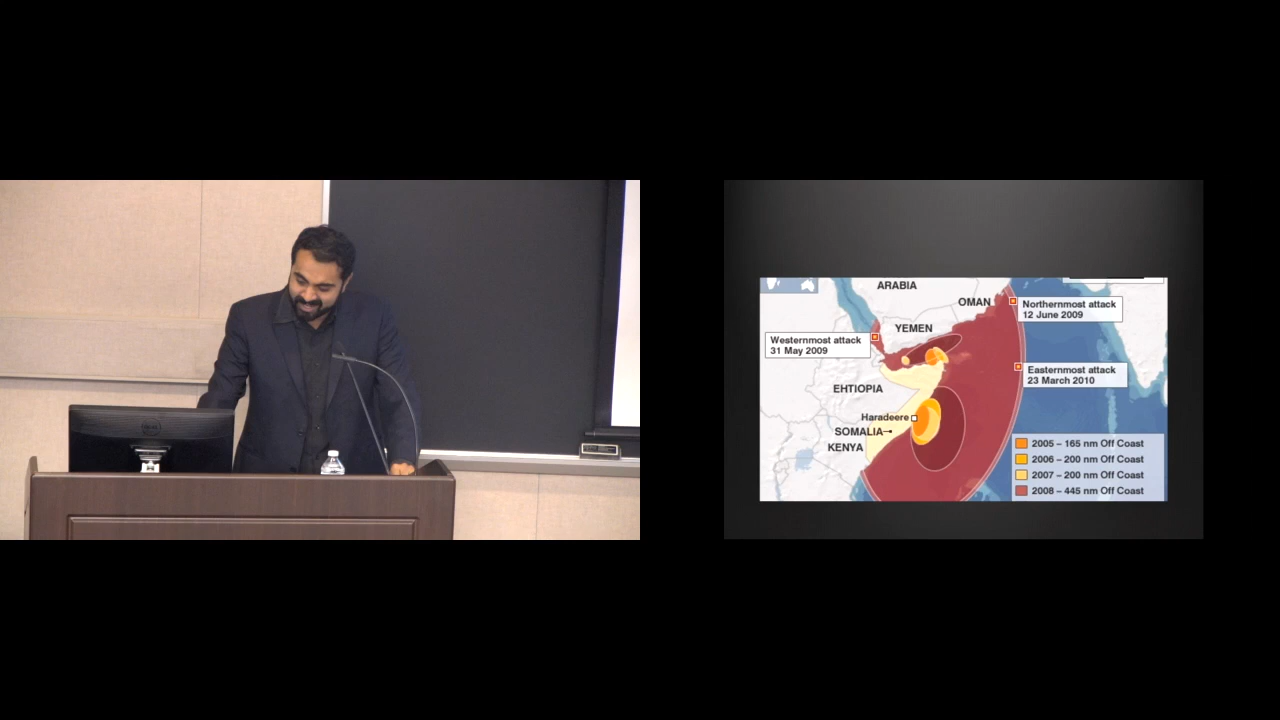 ARABIA
OMAN
Northernmost attack
12 June 2009
YEMEN
Westernmost attack
31 May 2009
Easternmost attack
23 March 2010
EHTIOPIA
Haradeere
SOMALIA
KENYA
2005 – 165 nm Off Coast
2006 – 200 nm Off Coast
2007 – 200 nm Off Coast
2008 – 445 nm Off Coast